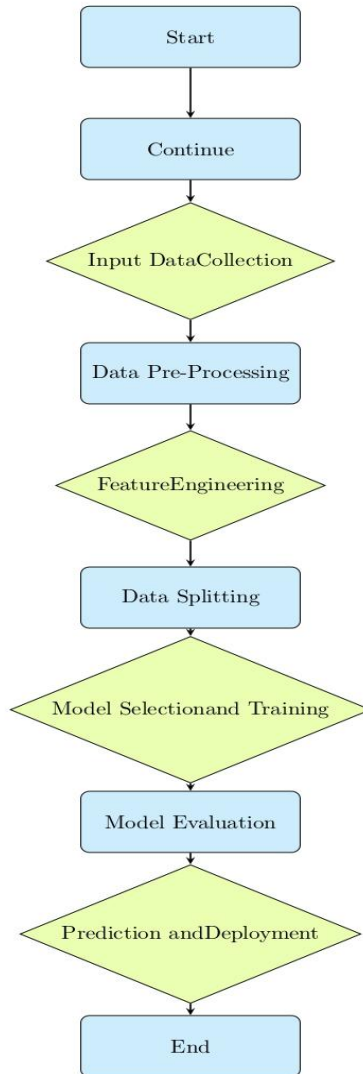 Start
Continue
Input DataCollection
Data Pre-Processing
FeatureEngineering
Data Splitting
Model Selectionand Training
Model Evaluation
Prediction andDeployment
End